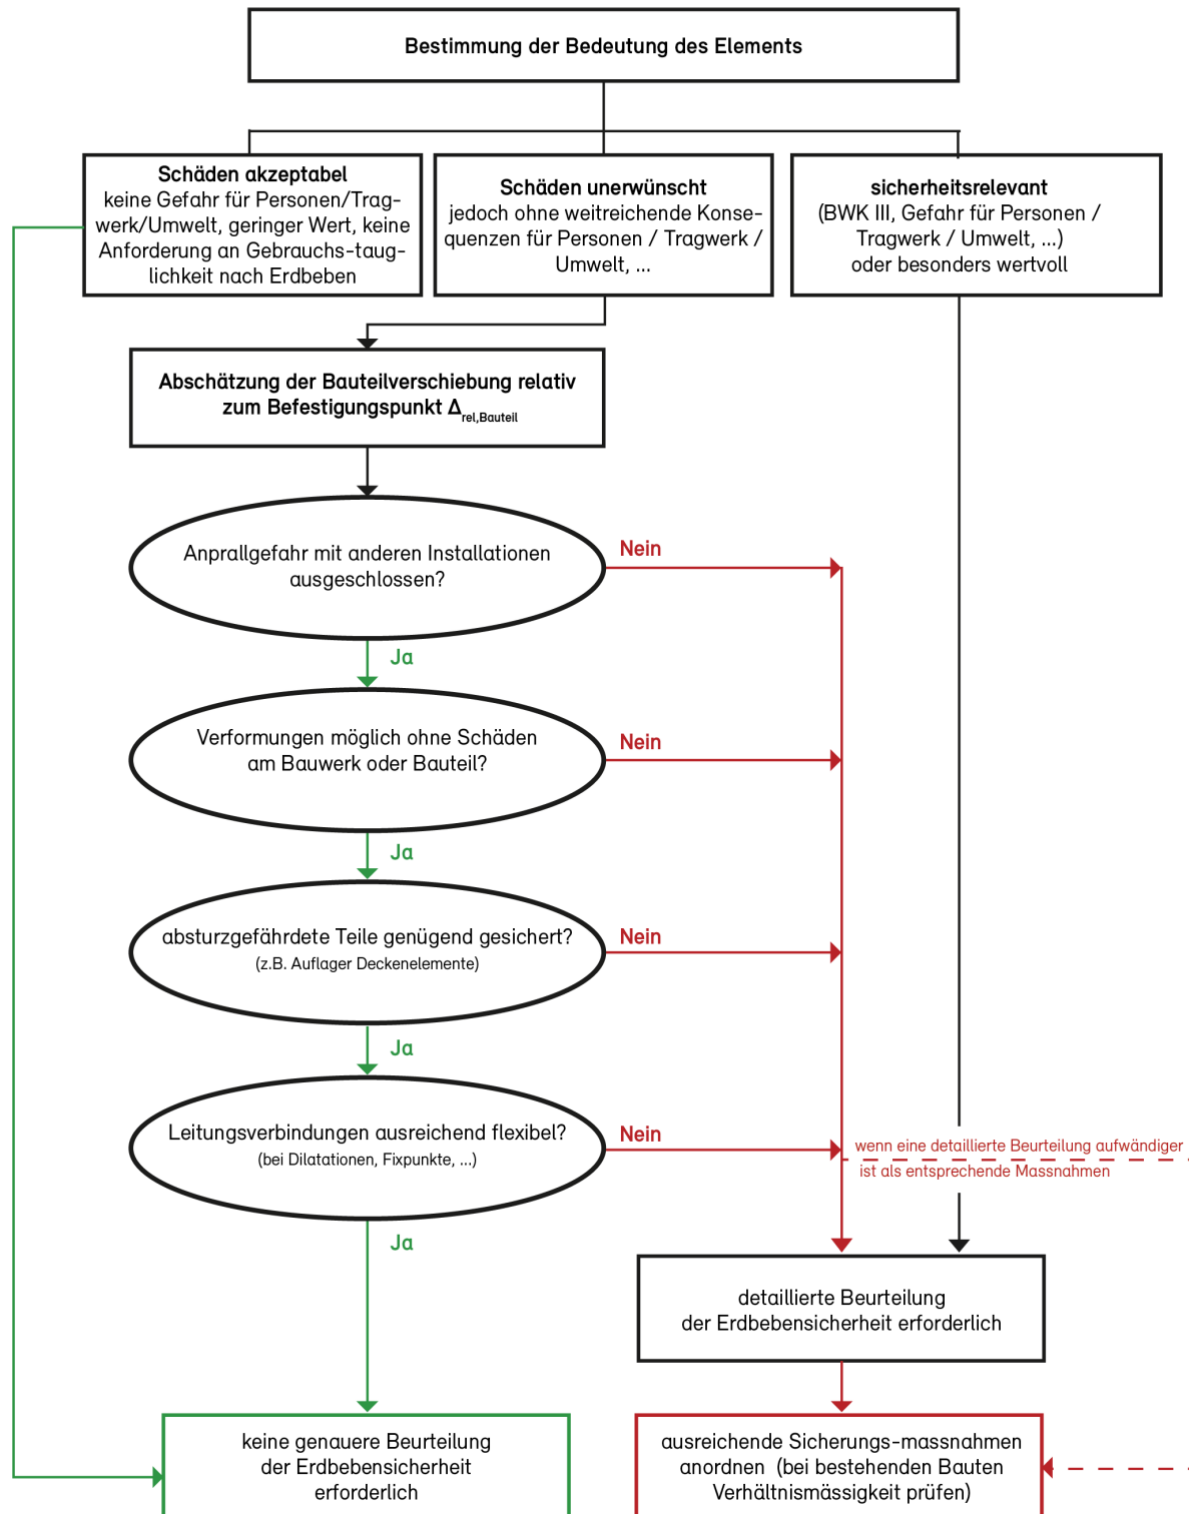 Bestimmung der Bedeutung des Elements
Schäden akzeptabel
keine Gefahr für Personen/Trag-
werk/Umwelt, geringer Wert, keine
Anforderung an Gebrauchs-taug-
lichkeit nach Erdbeben
Schäden unerwünscht
jedoch ohne weitreichende Konse-
quenzen für Personen / Tragwerk /
Umwelt, ...
sicherheitsrelevant
(BWK III, Gefahr für Personen /
Tragwerk / Umwelt, ...)
oder besonders wertvoll
Abschätzung der Bauteilverschiebung relativ
zum Befestigungspunkt Δrel,Bauteil
Anprallgefahr mit anderen Installationen
ausgeschlossen?
Nein
Ja
Verformungen möglich ohne Schäden
am Bauwerk oder Bauteil?
Nein
Ja
absturzgefährdete Teile genügend gesichert?
(z.B. Auflager Deckenelemente)
Nein
Ja
Leitungsverbindungen ausreichend flexibel?
(bei Dilatationen, Fixpunkte, ...)
Nein
Ja
wenn eine detaillierte Beurteilung aufwändiger
ist als entsprechende Massnahmen
detaillierte Beurteilung
der Erdbebensicherheit erforderlich
keine genauere Beurteilung
der Erdbebensicherheit
erforderlich
ausreichende Sicherungs-massnahmen
anordnen (bei bestehenden Bauten
Verhältnismässigkeit prüfen)